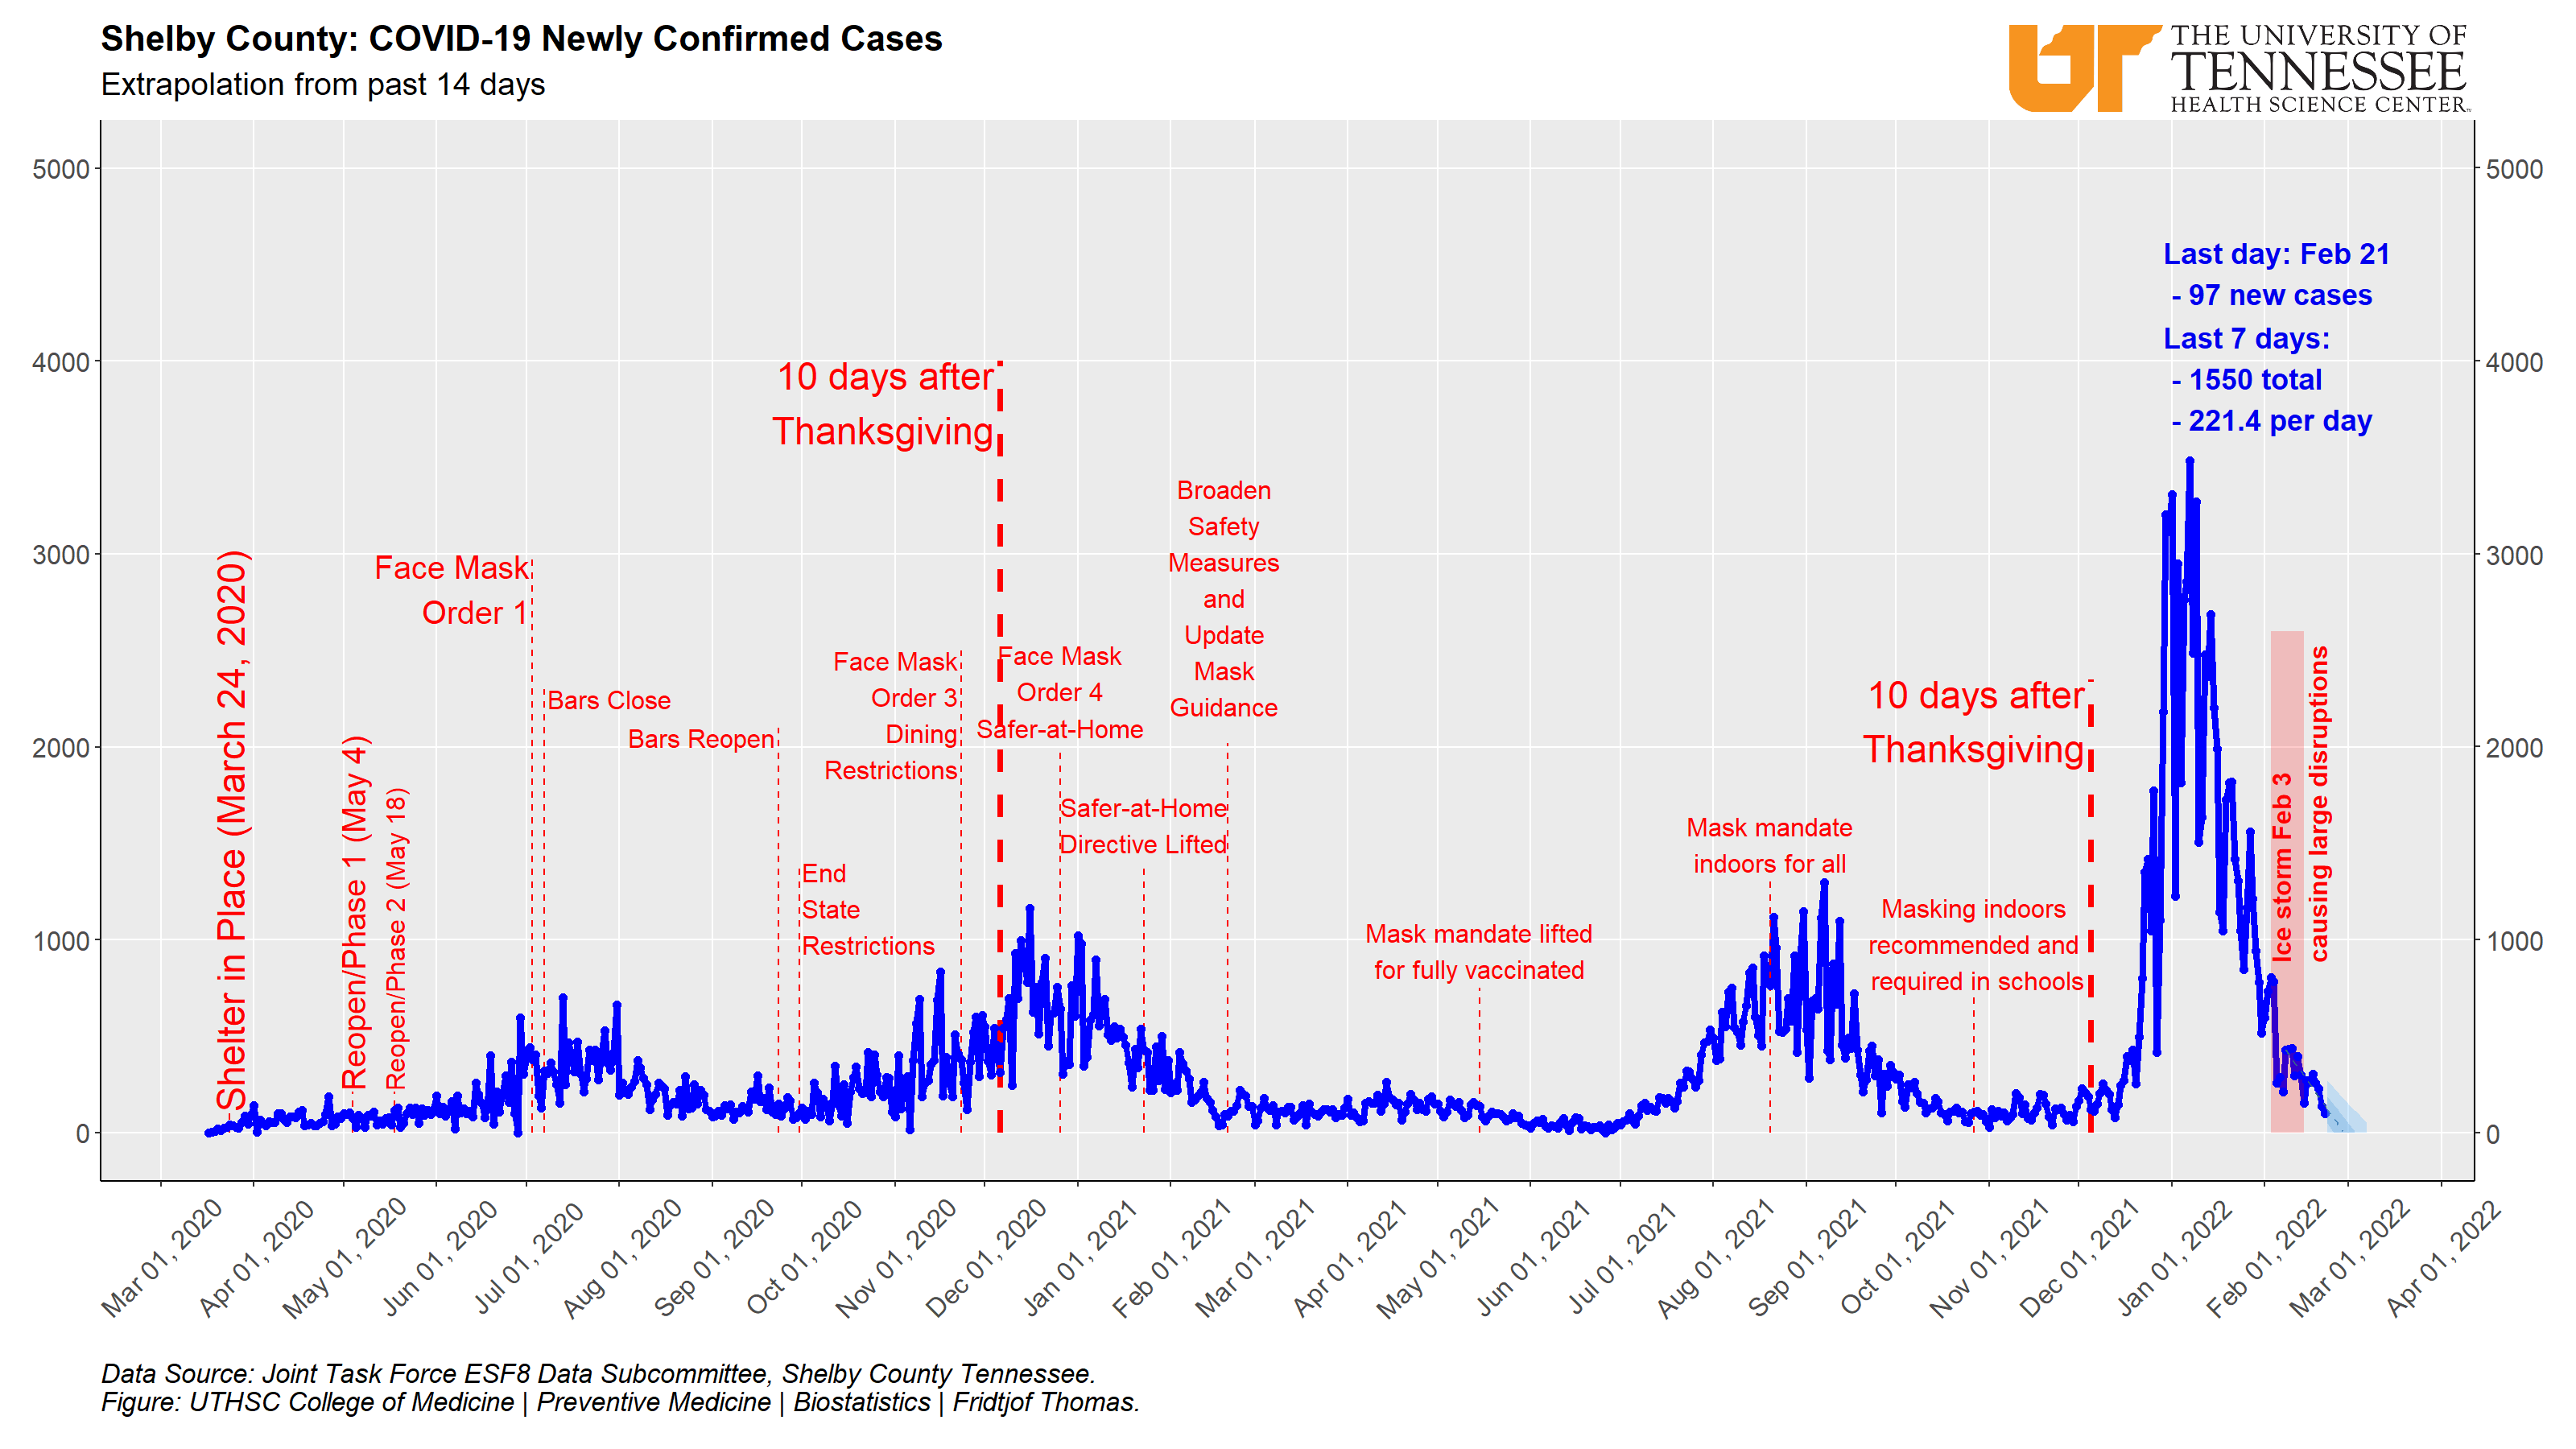 Shelby County: COVID-19 Newly Confirmed Cases
Extrapolation from past 14 days
UT
THE UNIVERSITY OF
TENNESSEE
HEALTH SCIENCE CENTER™
5000
4000
3000
2000
1000
0
Shelter in Place (March 24, 2020)
Reopen/Phase 1 (May 4)
Reopen/Phase 2 (May 18)
Face Mask
Order 1
Bars Close
Bars Reopen
End
State
Restrictions
Face Mask
Order 3
Dining
Restrictions
10 days after
Thanksgiving
Face Mask
Order 4
Safer-at-Home
Safer-at-Home
Directive Lifted
Broaden
Safety
Measures
and
Update
Mask
Guidance
Mask mandate lifted
for fully vaccinated
Mask mandate
indoors for all
Masking indoors
recommended and
required in schools
10 days after
Thanksgiving
Last day: Feb 21
- 97 new cases
Last 7 days:
- 1550 total
- 221.4 per day
Ice storm Feb 3
causing large disruptions
5000
4000
3000
2000
1000
0
Mar 01, 2020
Apr 01, 2020
May 01, 2020
Jun 01, 2020
Jul 01, 2020
Aug 01, 2020
Sep 01, 2020
Oct 01, 2020
Nov 01, 2020
Dec 01, 2020
Jan 01, 2021
Feb 01, 2021
Mar 01, 2021
Apr 01, 2021
May 01, 2021
Jun 01, 2021
Jul 01, 2021
Aug 01, 2021
Sep 01, 2021
Oct 01, 2021
Nov 01, 2021
Dec 01, 2021
Jan 01, 2022
Feb 01, 2022
Mar 01, 2022
Apr 01, 2022
Data Source: Joint Task Force ESF8 Data Subcommittee, Shelby County Tennessee.
Figure: UTHSC College of Medicine | Preventive Medicine | Biostatistics | Fridtjof Thomas.